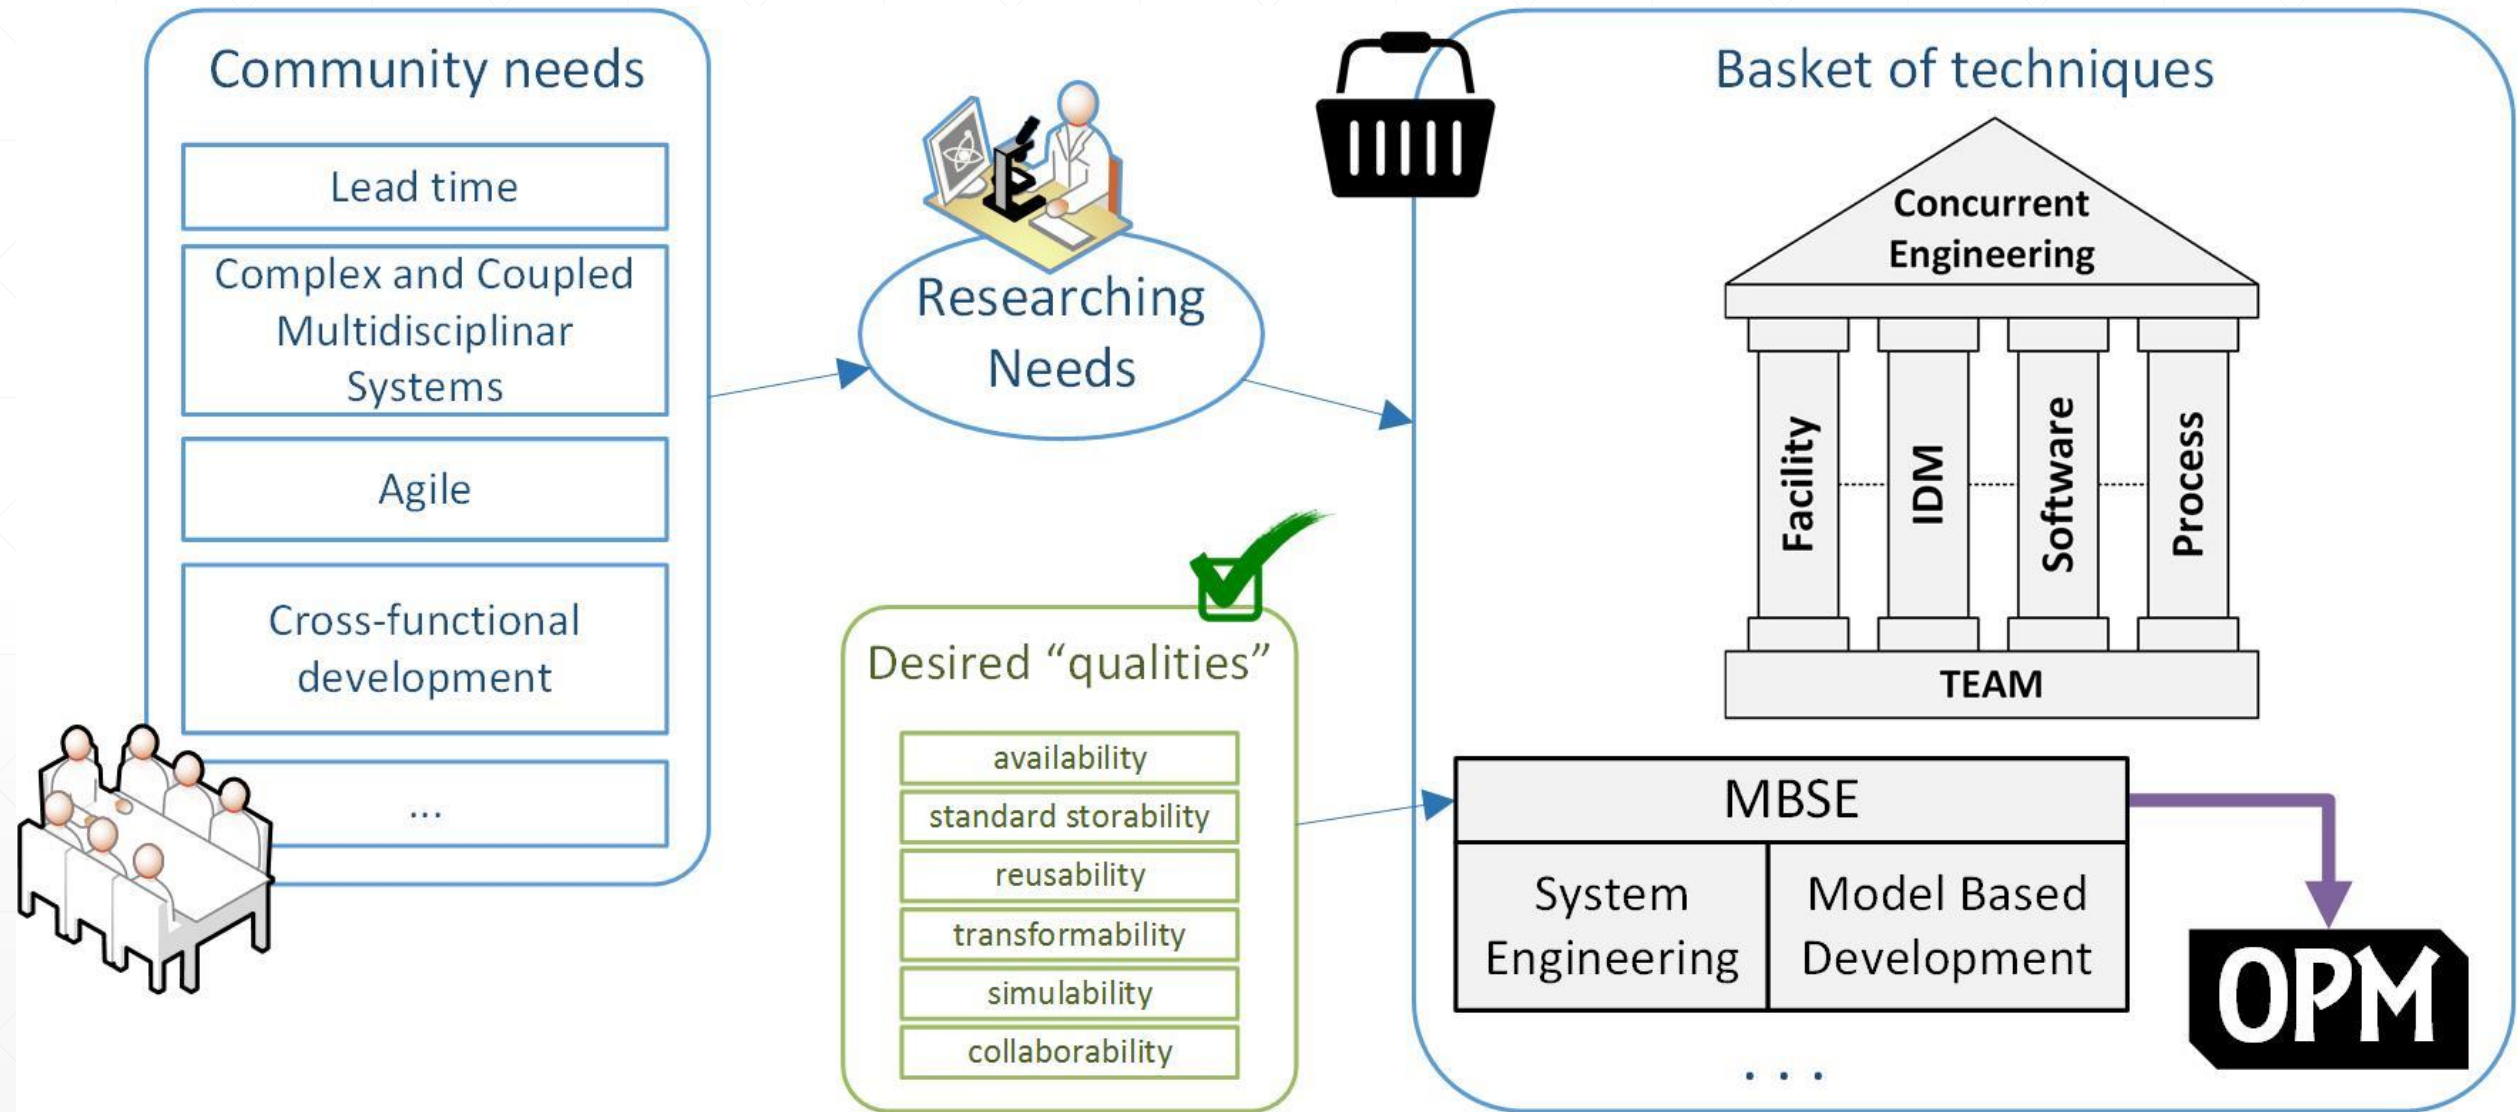 Community needs
Lead time
Complex and Coupled
Multidisciplinar
Systems
Agile
Cross-functional
development
...
Researching
Needs
Desired “qualities”
availability
standard storability
reusability
transformability
simulability
collaborability
Basket of techniques
Concurrent
Engineering
Facility
IDM
Software
Process
TEAM
MBSE
System
Engineering
Model Based
Development
OPM
. . .